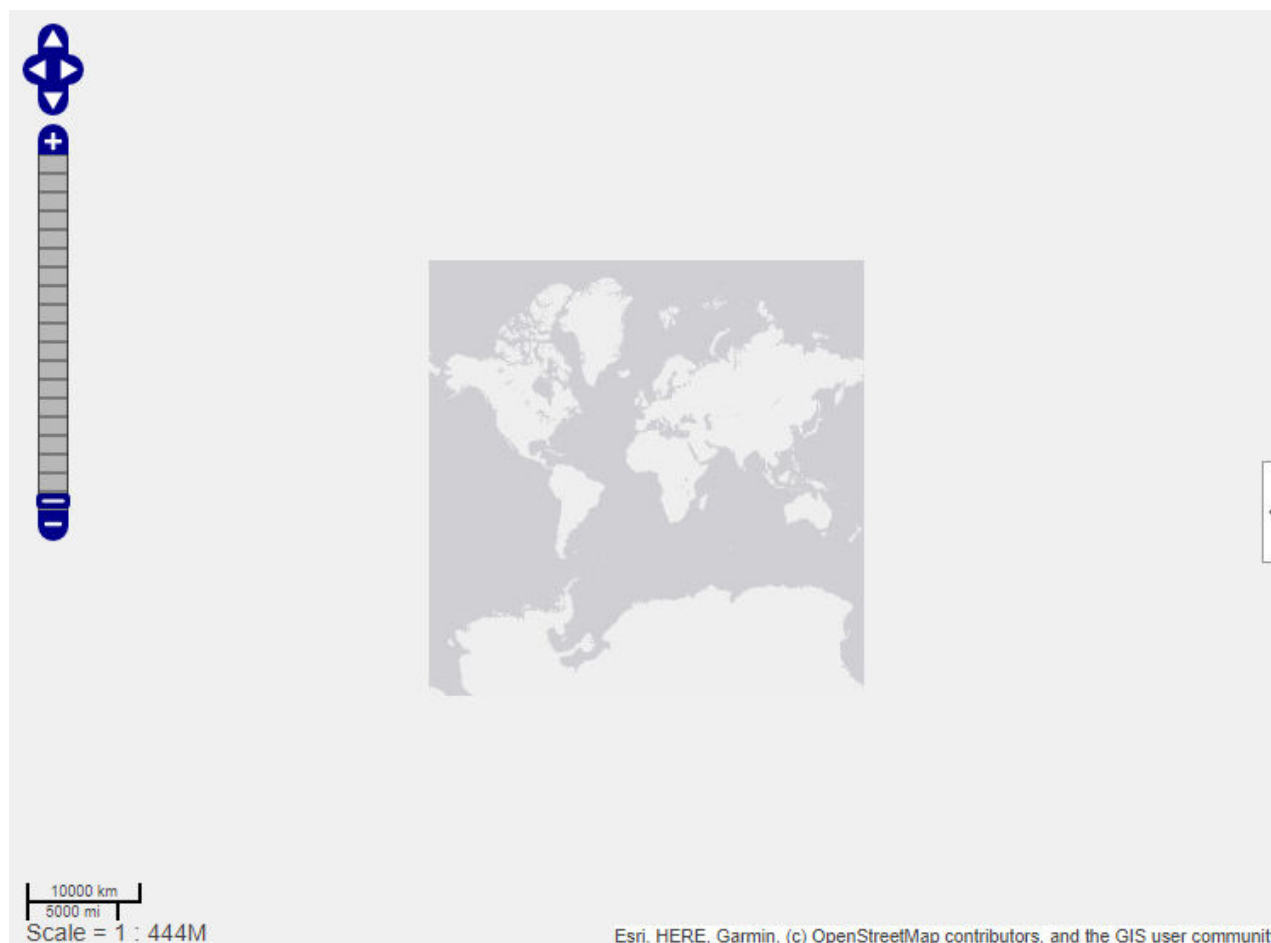 10000 km
5000 mi
Scale = 1 : 444M
Esri, HERE, Garmin, (c) OpenStreetMap contributors, and the GIS user communit